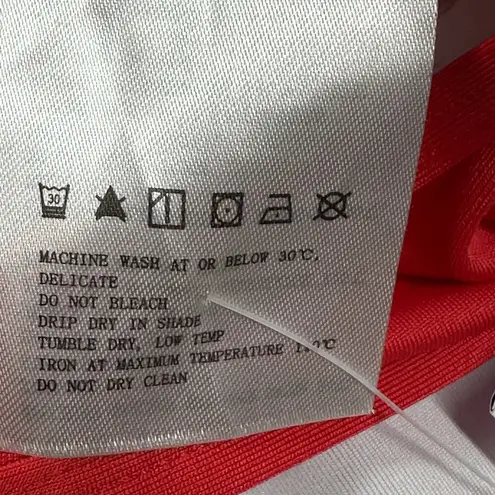 30
MACHINE WASH AT OR BELOW 30℃.
DELICATE
DO NOT BLEACH
DRIP DRY IN SHADE
TUMBLE DRY, LOW TEMP
IRON AT MAXIMUM TEMPERATURE
DO NOT DRY CLEAN